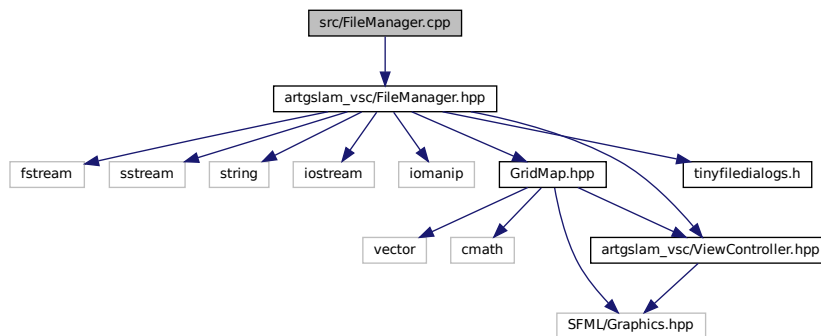 src/FileManager.cpp
artgslam_vsc/FileManager.hpp
fstream
sstream
string
iostream
iomanip
GridMap.hpp
tinyfiledialogs.h
vector
cmath
artgslam_vsc/ViewController.hpp
SFML/Graphics.hpp